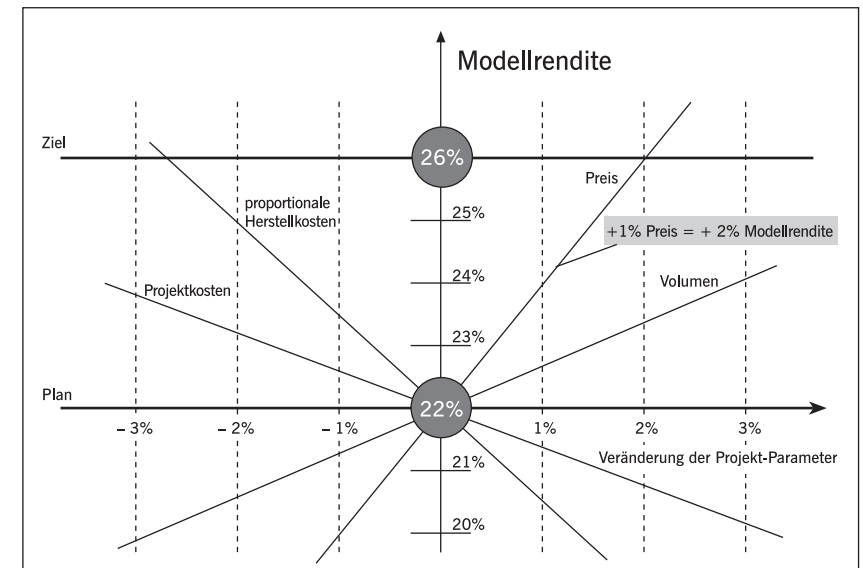 Modellrendite
Ziel
26%
Preis
proportionale
Herstellkosten
25%
+1% Preis = + 2% Modellrendite
24%
Volumen
Projektkosten
23%
Plan
22%
– 3%
– 2%
– 1%
1%
2%
3%
21%
Veränderung der Projekt-Parameter
20%